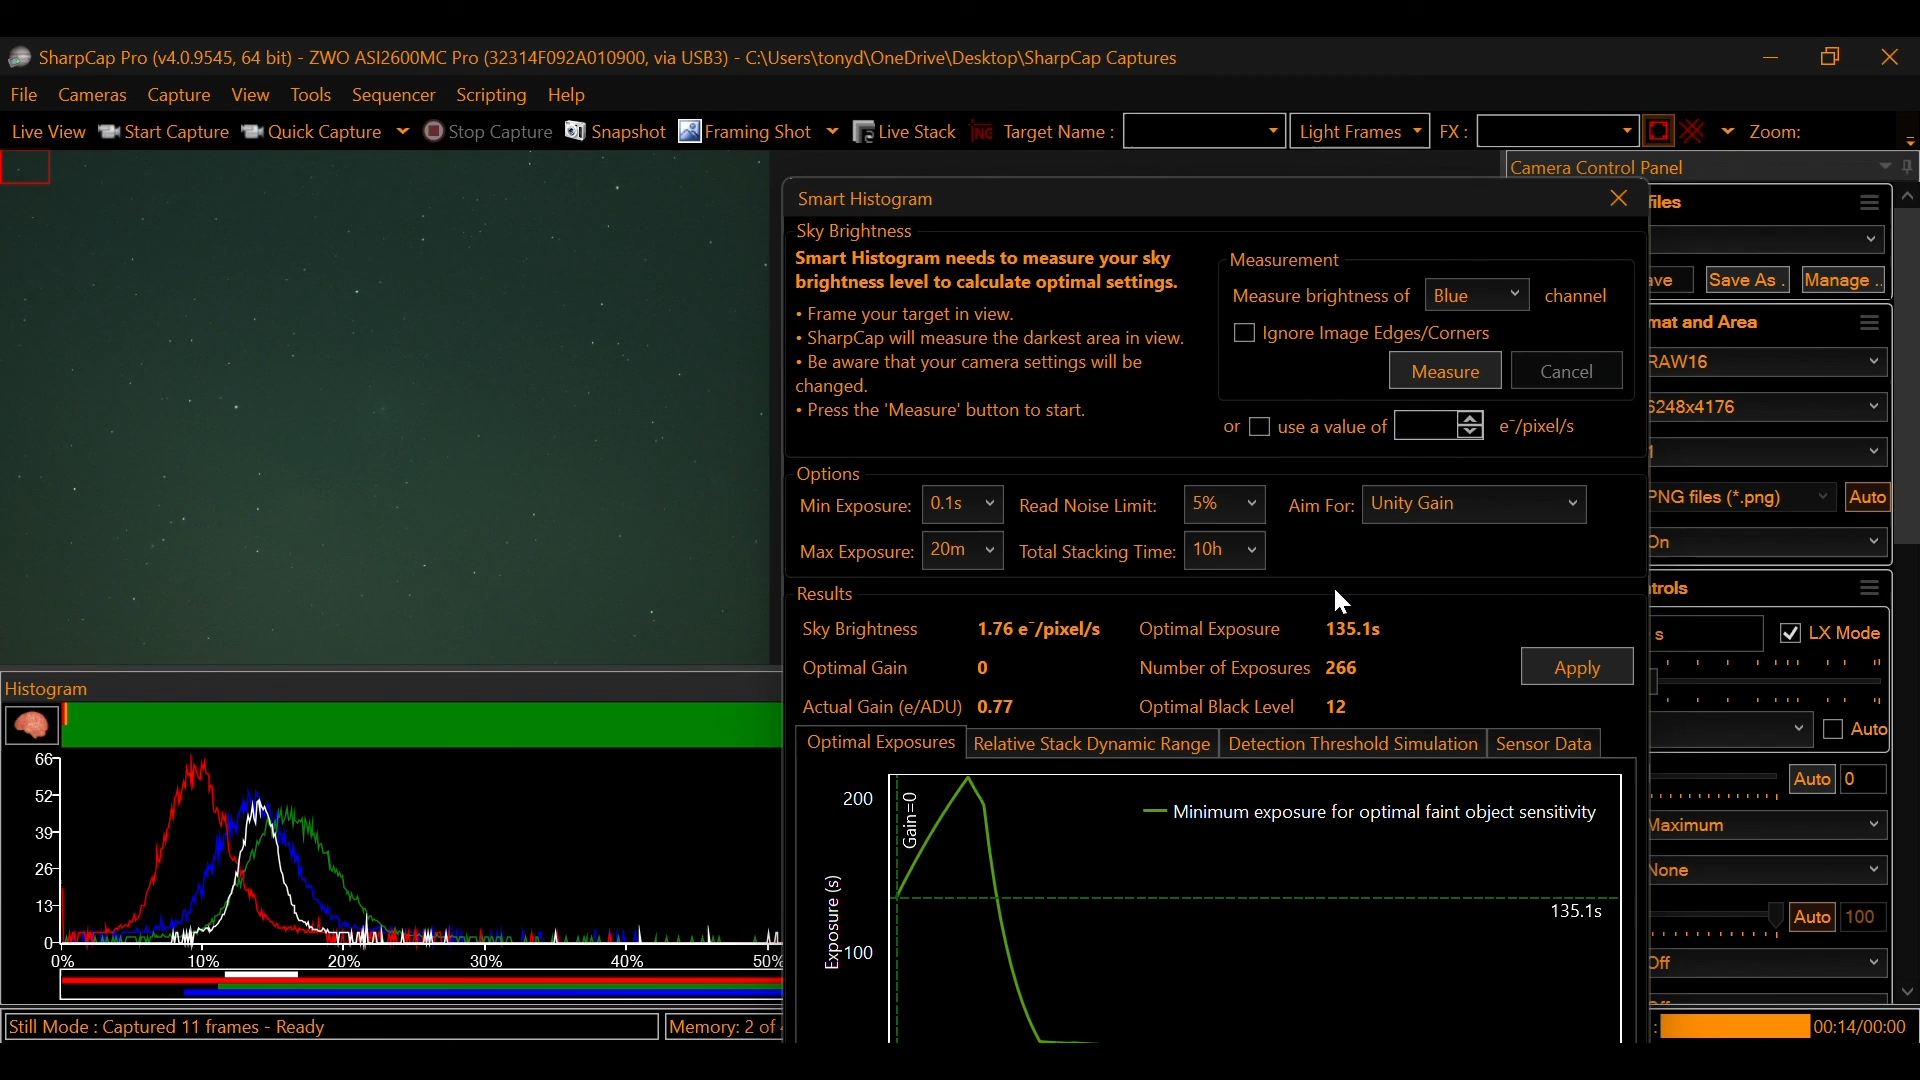 SharpCap Pro (v4.0.9545, 64 bit) - ZWO ASI2600MC Pro (32314F092A010900, via USB3) - C:\Users\tonyd\OneDrive\Desktop\SharpCap Captures
File Cameras Capture View Tools Sequencer Scripting Help
Live View Start Capture Quick Capture Stop Capture Snapshot Framing Shot Live Stack Target Name : Light Frames FX : Zoom:
Camera Control Panel
Smart Histogram
Sky Brightness
Smart Histogram needs to measure your sky
brightness level to calculate optimal settings.
• Frame your target in view.
• SharpCap will measure the darkest area in view.
• Be aware that your camera settings will be
changed.
• Press the 'Measure' button to start.
Measurement
Measure brightness of Blue channel
Ignore Image Edges/Corners
Measure Cancel
or use a value of e⁻/pixel/s
Options
Min Exposure: 0.1s Read Noise Limit: 5% Aim For: Unity Gain
Max Exposure: 20m Total Stacking Time: 10h
Results
Sky Brightness 1.76 e⁻/pixel/s Optimal Exposure 135.1s
Optimal Gain 0 Number of Exposures 266 Apply
Actual Gain (e/ADU) 0.77 Optimal Black Level 12
Optimal Exposures Relative Stack Dynamic Range Detection Threshold Simulation Sensor Data
200
Gain=0
Minimum exposure for optimal faint object sensitivity
135.1s
Exposure (s)
100
files
ve Save As . Manage ..
mat and Area
RAW16
6248x4176
1
PNG files (*.png) Auto
On
trols
s LX Mode
Auto
Auto 0
Maximum
None
Auto 100
Off
Histogram
66
52
39
26
13
0
0% 10% 20% 30% 40% 50%
Still Mode : Captured 11 frames - Ready
Memory: 2 of
: 00:14/00:00